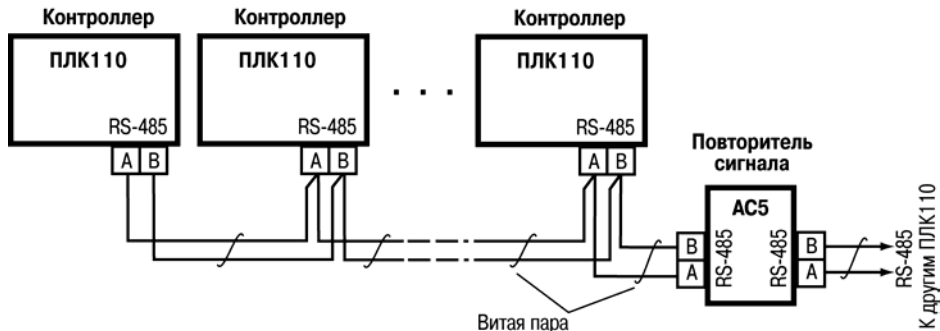 Контроллер
Контроллер
Контроллер
ПЛК110
ПЛК110
ПЛК110
RS-485
RS-485
RS-485
A B
A B
A B
Повторитель
сигнала
AC5
B
A
RS-485
RS-485
B
A
RS-485
К другим ПЛК110
Витая пара